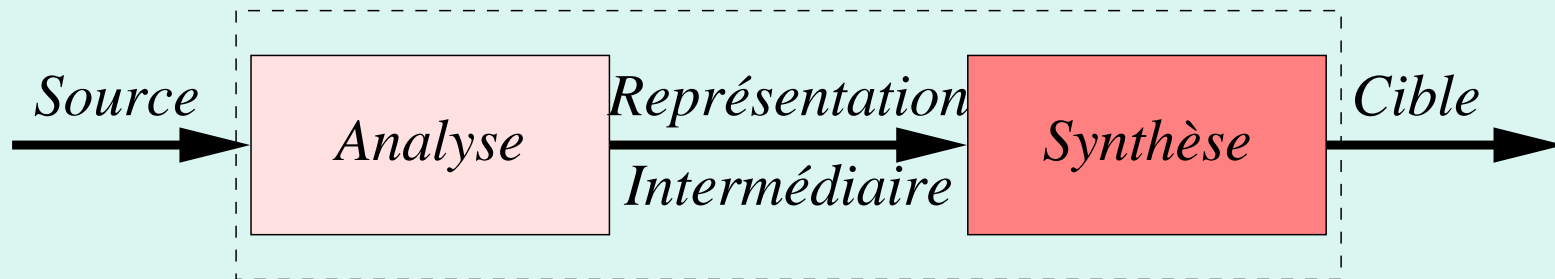 Source
Analyse
Représentation
Intermédiaire
Synthèse
Cible